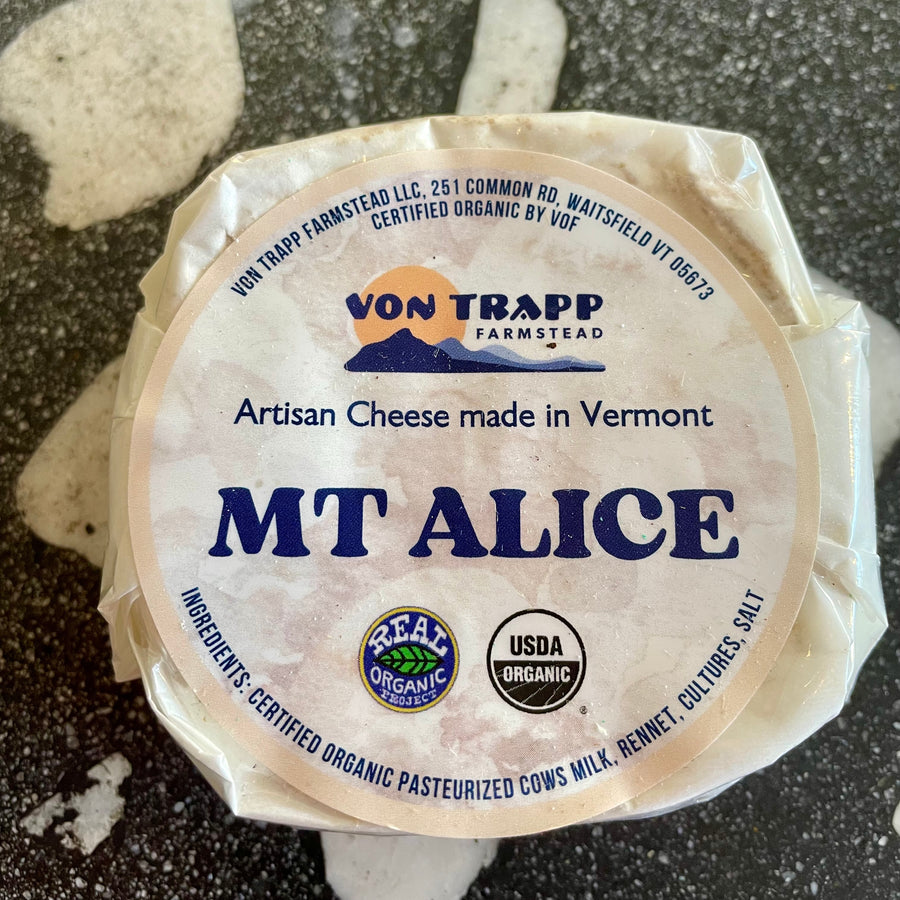 VON TRAPP FARMSTEAD LLC, 251 COMMON RD, WAITSFIELD VT 05673
CERTIFIED ORGANIC BY VOF
VON TRAPP
FARMSTEAD
Artisan Cheese made in Vermont
MT ALICE
REAL
ORGANIC
PROJECT
USDA
ORGANIC
®
INGREDIENTS: CERTIFIED ORGANIC PASTEURIZED COWS MILK, RENNET, CULTURES, SALT